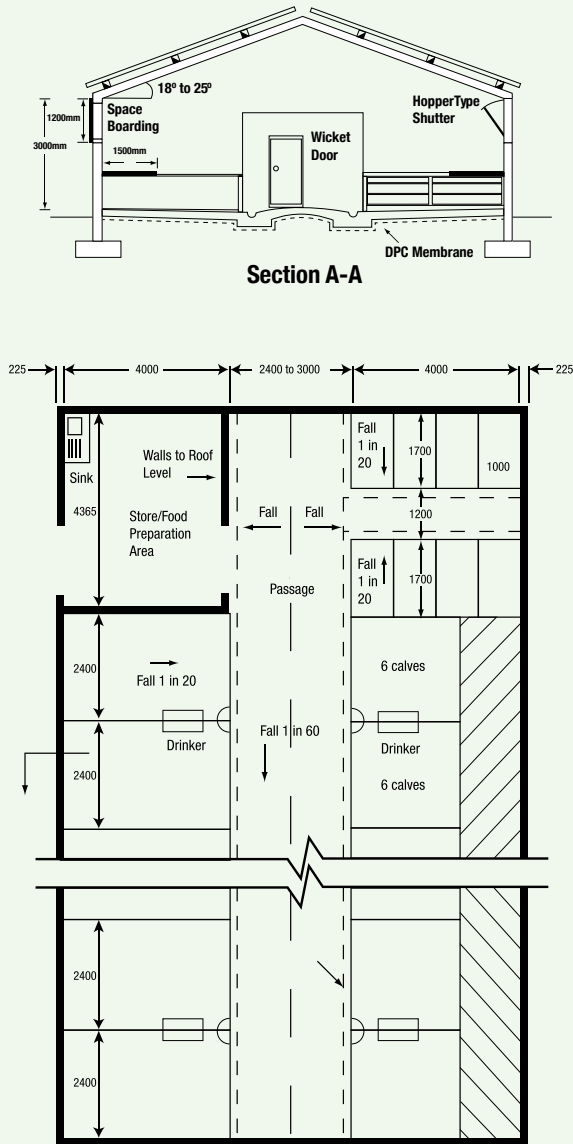 18º to 25º
1200mm
Space
Boarding
3000mm
1500mm
Wicket
Door
HopperType
Shutter
DPC Membrane
Section A-A
225
4000
2400 to 3000
4000
225
Sink
4365
Walls to Roof
Level
Store/Food
Preparation
Area
Fall
Fall
Passage
Fall
1 in
20
1700
1000
1200
Fall
1 in
20
1700
2400
Fall 1 in 20
6 calves
Drinker
Fall 1 in 60
Drinker
2400
6 calves
2400
2400